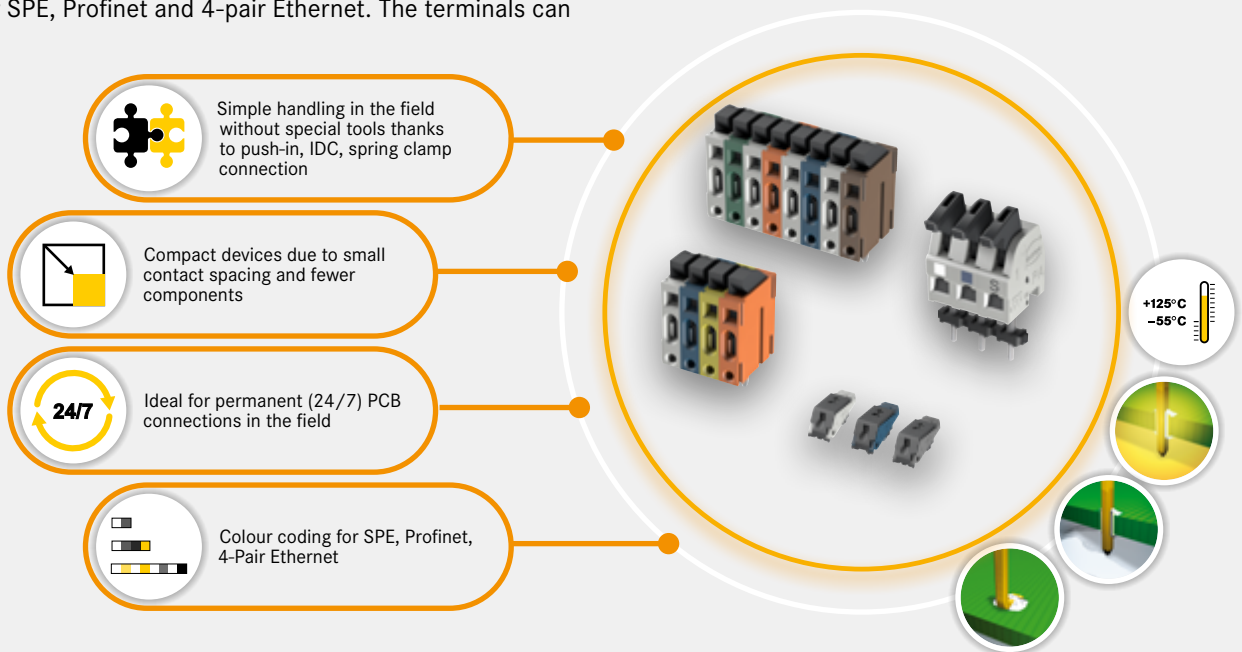 SPE, Profinet and 4-pair Ethernet. The terminals can
Simple handling in the field
without special tools thanks
to push-in, IDC, spring clamp
connection
Compact devices due to small
contact spacing and fewer
components
24/7
Ideal for permanent (24/7) PCB
connections in the field
Colour coding for SPE, Profinet,
4-Pair Ethernet
+125°C
–55°C
S